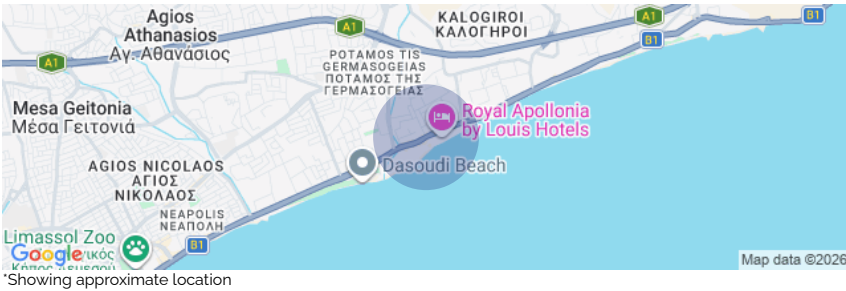 Agios
Athanasios
Αγ. Αθανάσιος
KALOGIROI
ΚΑΛΟΓΗΡΟΙ
A1
B1
A1
B1
A1
POTAMOS TIS
GERMASOGEIAS
ΠΟΤΑΜΟΣ ΤΗΣ
ΓΕΡΜΑΣΟΓΕΙΑΣ
Mesa Geitonia
Μέσα Γειτονιά
Royal Apollonia
by Louis Hotels
Dasoudi Beach
AGIOS NICOLAOS
ΑΓΙΟΣ
ΝΙΚΟΛΑΟΣ
NEAPOLIS
ΝΕΑΠΟΛΗ
B1
Limassol Zoo
Google
Map data ©2026
*Showing approximate location